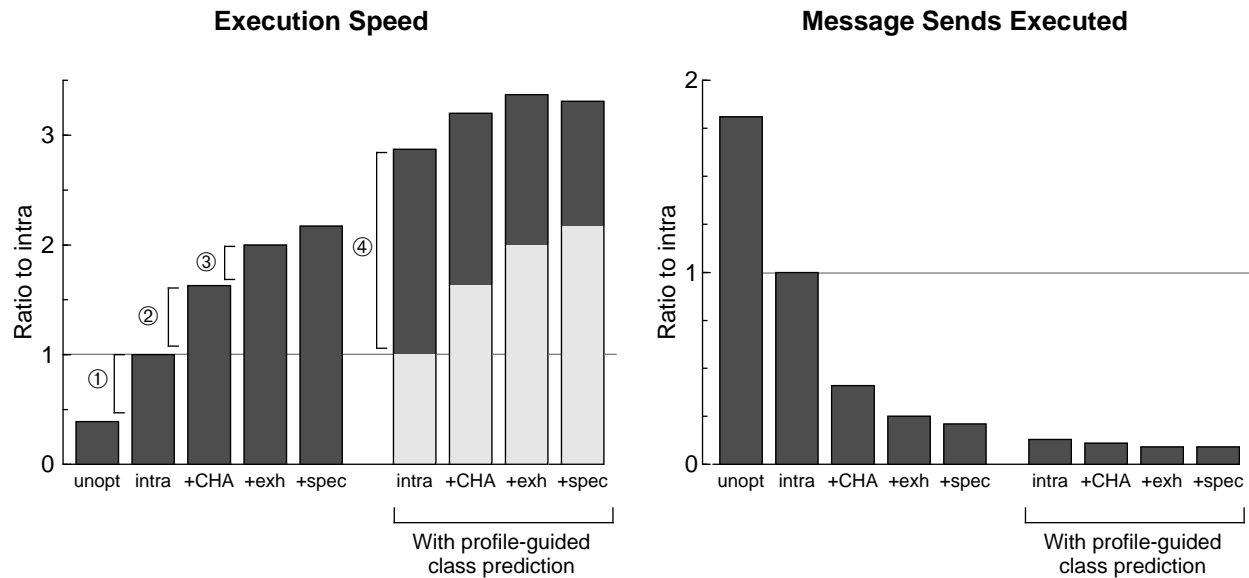 Execution Speed
Ratio to intra
3
2
1
0
①
②
③
④
unopt intra +CHA +exh +spec
intra +CHA +exh +spec
With profile-guided
class prediction
Message Sends Executed
Ratio to intra
2
1
0
unopt intra +CHA +exh +spec
intra +CHA +exh +spec
With profile-guided
class prediction